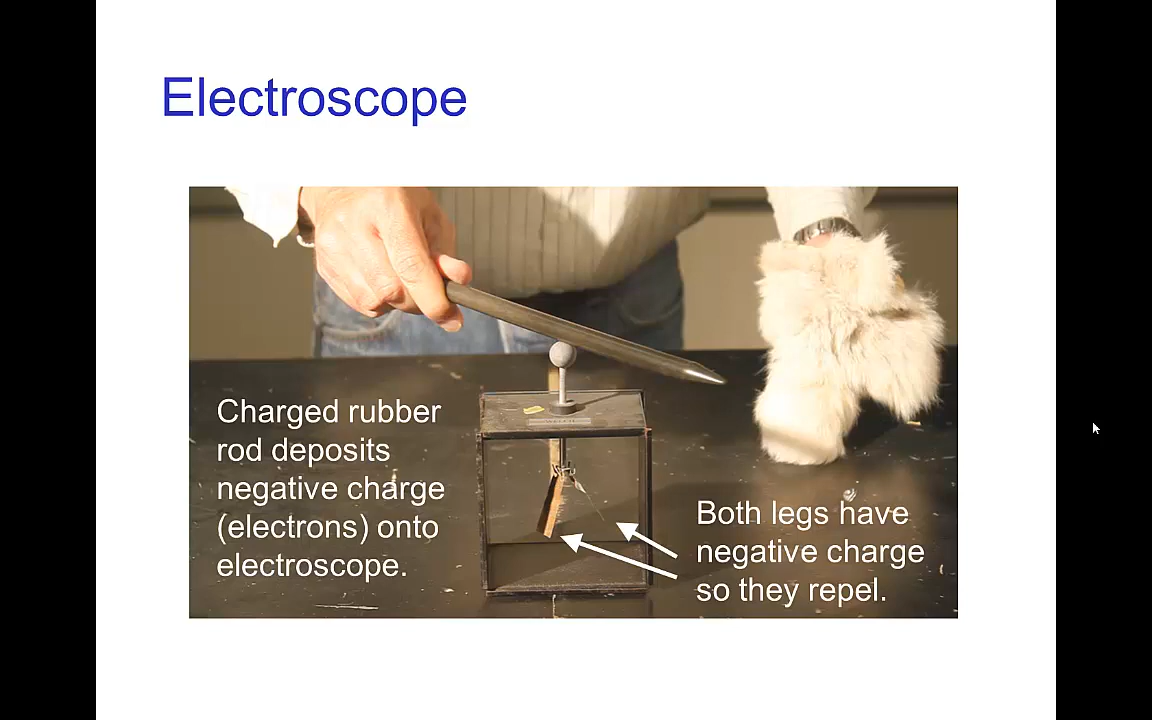 Electroscope
Charged rubber
rod deposits
negative charge
(electrons) onto
electroscope.
Both legs have
negative charge
so they repel.